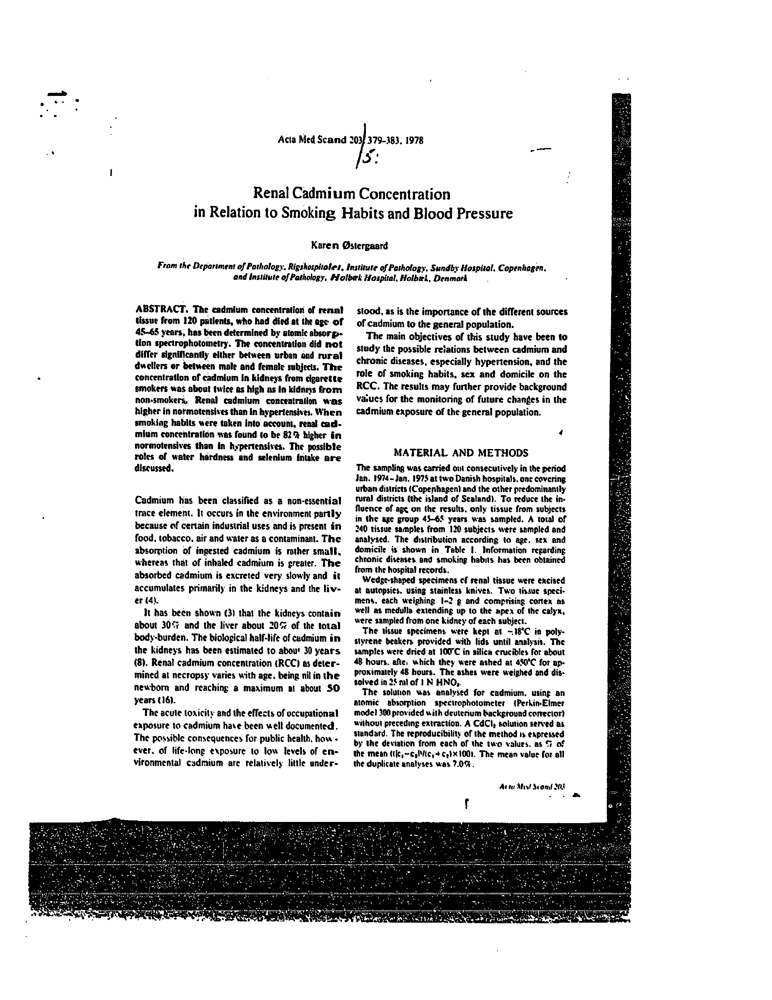 Acta Med Scand 203/ 379-383, 1978
/5:
Renal Cadmium Concentration
in Relation to Smoking Habits and Blood Pressure
Karen Østergaard
From the Department of Pathology, Rigshospitalet, Institute of Pathology, Sundby Hospital, Copenhagen,
and Institute of Pathology, Holbæk Hospital, Holbæk, Denmark
ABSTRACT. The cadmium concentration of renal
tissue from 120 patients, who had died at the age of
45–65 years, has been determined by atomic absorp-
tion spectrophotometry. The concentration did not
differ significantly either between urban and rural
dwellers or between male and female subjects. The
concentration of cadmium in kidneys from cigarette
smokers was about twice as high as in kidneys from
non-smokers. Renal cadmium concentration was
higher in normotensives than in hypertensives. When
smoking habits were taken into account, renal cad-
mium concentration was found to be 82% higher in
normotensives than in hypertensives. The possible
roles of water hardness and selenium intake are
discussed.
Cadmium has been classified as a non-essential
trace element. It occurs in the environment partly
because of certain industrial uses and is present in
food, tobacco, air and water as a contaminant. The
absorption of ingested cadmium is rather small,
whereas that of inhaled cadmium is greater. The
absorbed cadmium is excreted very slowly and it
accumulates primarily in the kidneys and the liv-
er (4).
It has been shown (3) that the kidneys contain
about 30% and the liver about 20% of the total
body-burden. The biological half-life of cadmium in
the kidneys has been estimated to about 30 years
(8). Renal cadmium concentration (RCC) as deter-
mined at necropsy varies with age, being nil in the
newborn and reaching a maximum at about 50
years (16).
The acute toxicity and the effects of occupational
exposure to cadmium have been well documented.
The possible consequences for public health, how-
ever, of life-long exposure to low levels of en-
vironmental cadmium are relatively little under-
stood, as is the importance of the different sources
of cadmium to the general population.
The main objectives of this study have been to
study the possible relations between cadmium and
chronic diseases, especially hypertension, and the
role of smoking habits, sex and domicile on the
RCC. The results may further provide background
values for the monitoring of future changes in the
cadmium exposure of the general population.
MATERIAL AND METHODS
The sampling was carried out consecutively in the period
Jan. 1974–Jan. 1975 at two Danish hospitals, one covering
urban districts (Copenhagen) and the other predominantly
rural districts (the island of Sealand). To reduce the in-
fluence of age on the results, only tissue from subjects
in the age group 45–65 years was sampled. A total of
240 tissue samples from 120 subjects were sampled and
analysed. The distribution according to age, sex and
domicile is shown in Table I. Information regarding
chronic diseases and smoking habits has been obtained
from the hospital records.
Wedge-shaped specimens of renal tissue were excised
at autopsies, using stainless knives. Two tissue speci-
mens, each weighing 1–2 g and comprising cortex as
well as medulla extending up to the apex of the calyx,
were sampled from one kidney of each subject.
The tissue specimens were kept at −18°C in poly-
styrene beakers provided with lids until analysis. The
samples were dried at 100°C in silica crucibles for about
48 hours, after which they were ashed at 450°C for ap-
proximately 48 hours. The ashes were weighed and dis-
solved in 25 ml of 1 N HNO₃.
The solution was analysed for cadmium, using an
atomic absorption spectrophotometer (Perkin-Elmer
model 300 provided with deuterium background corrector)
without preceding extraction. A CdCl₂ solution served as
standard. The reproducibility of the method is expressed
by the deviation from each of the two values, as % of
the mean ((|c₁−c₂|)/(c₁+c₂)×100). The mean value for all
the duplicate analyses was 7.0%.
Acta Med Scand 203